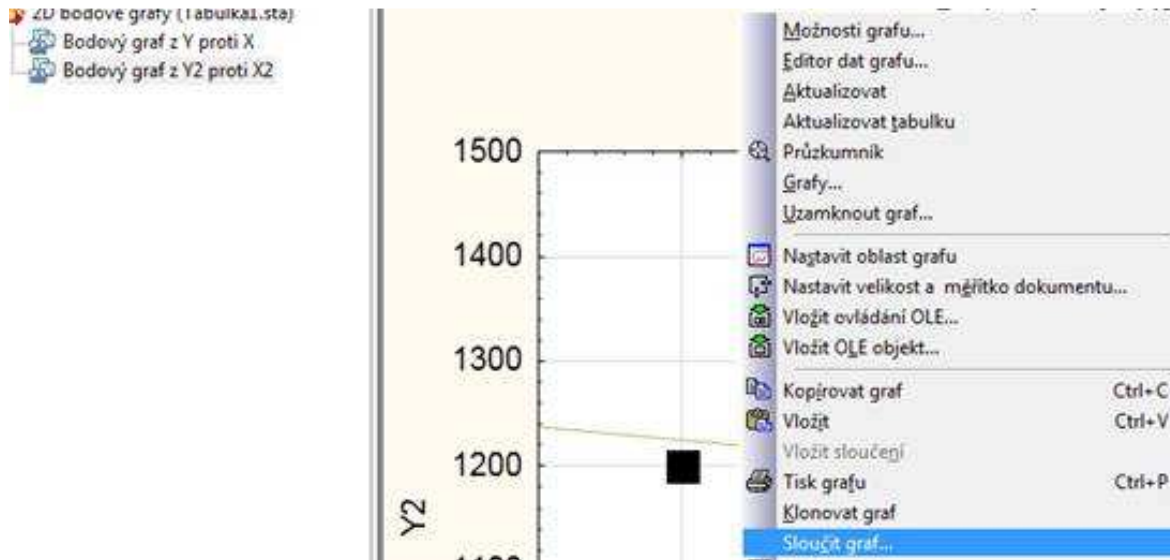 2D bodové grafy (Tabulka1.sta)
Bodový graf z Y proti X
Bodový graf z Y2 proti X2
1500
1400
1300
1200
Y2
Možnosti grafu...
Editor dat grafu...
Aktualizovat
Aktualizovat tabulku
Průzkumník
Grafy...
Uzamknout graf...
Nastavit oblast grafu
Nastavit velikost a měřítko dokumentu...
Vložit ovládání OLE...
Vložit OLE objekt...
Kopírovat graf Ctrl+C
Vložit Ctrl+V
Vložit sloučení
Tisk grafu Ctrl+P
Klonovat graf
Sloučit graf...